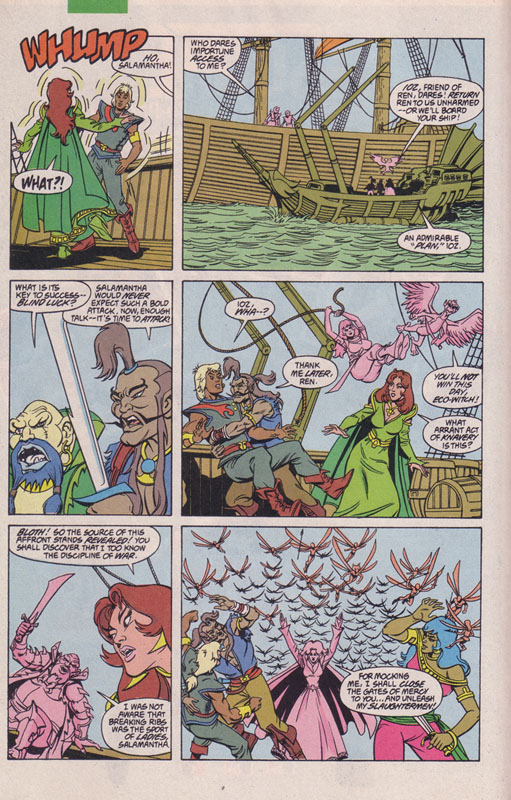 WHUMP
HO,
SALAMANTHA!
WHAT?!
WHO DARES
IMPORTUNE
ACCESS
TO ME?
IOZ, FRIEND OF
REN, DARES! RETURN
REN TO US UNHARMED
--OR WE'LL BOARD
YOUR SHIP!
AN ADMIRABLE
"PLAN," IOZ.
WHAT IS ITS
KEY TO SUCCESS--
BLIND LUCK?
SALAMANTHA
WOULD NEVER
EXPECT SUCH A BOLD
ATTACK, NOW, ENOUGH
TALK--IT'S TIME TO ATTACK!
IOZ,
WHA--?
THANK
ME LATER,
REN.
YOU'LL NOT
WIN THIS
DAY,
ECO-WITCH!
WHAT
ARRANT ACT
OF KNAVERY
IS THIS?
BLOTH! SO THE SOURCE OF THIS
AFFRONT STANDS REVEALED! YOU
SHALL DISCOVER THAT I TOO KNOW
THE DISCIPLINE OF WAR.
I WAS NOT
AWARE THAT
BREAKING RIBS
WAS THE SPORT
OF LADIES,
SALAMANTHA.
FOR MOCKING
ME, I SHALL CLOSE
THE GATES OF MERCY
TO YOU...AND UNLEASH
MY SLAUGHTERMEN!